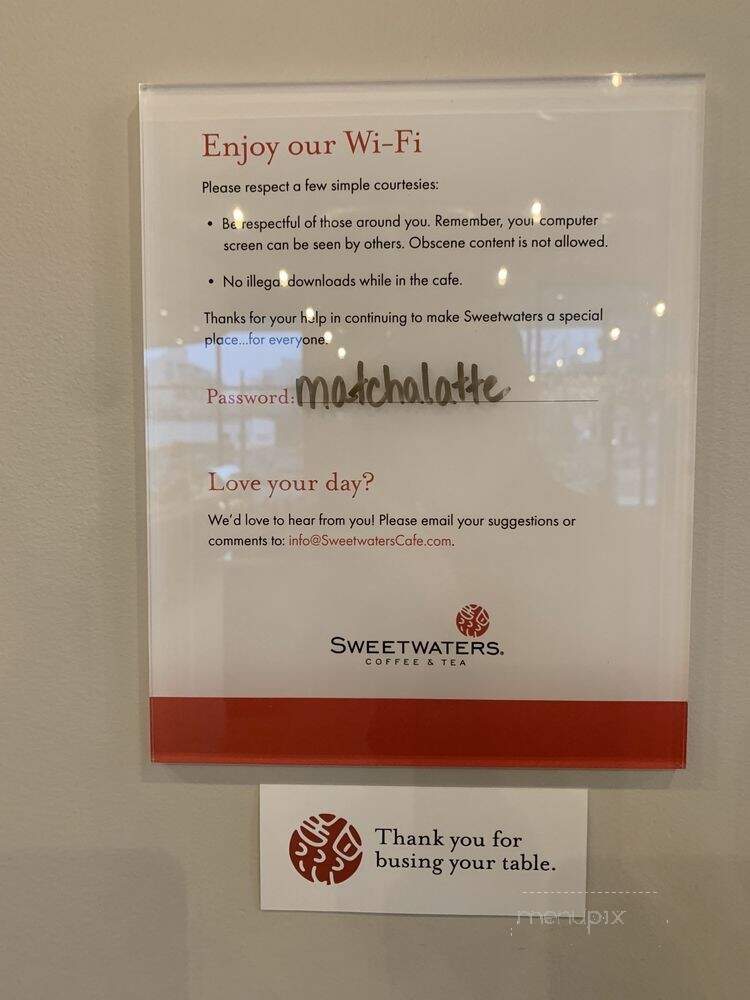 Enjoy our Wi-Fi
Please respect a few simple courtesies:
• Be respectful of those around you. Remember, your computer
screen can be seen by others. Obscene content is not allowed.
• No illegal downloads while in the cafe.
Thanks for your help in continuing to make Sweetwaters a special
place...for everyone.
Password: matchalatte
Love your day?
We'd love to hear from you! Please email your suggestions or
comments to: info@SweetwatersCafe.com.
SWEETWATERS®
COFFEE & TEA
Thank you for
busing your table.
menupix